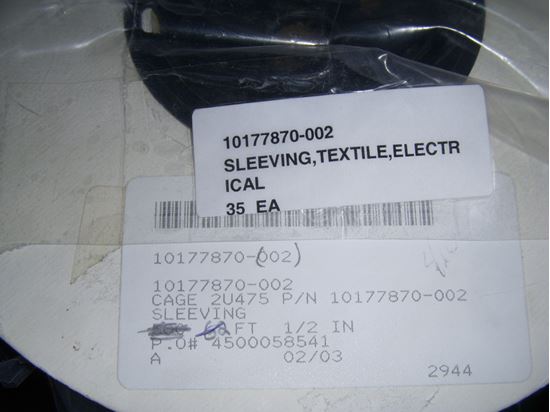 10177870-002
SLEEVING,TEXTILE,ELECTR
ICAL
35 EA
10177870-(002)
10177870-002
CAGE 2U475 P/N 10177870-002
SLEEVING
FT 1/2 IN
P.O# 4500058541
A 02/03
2944